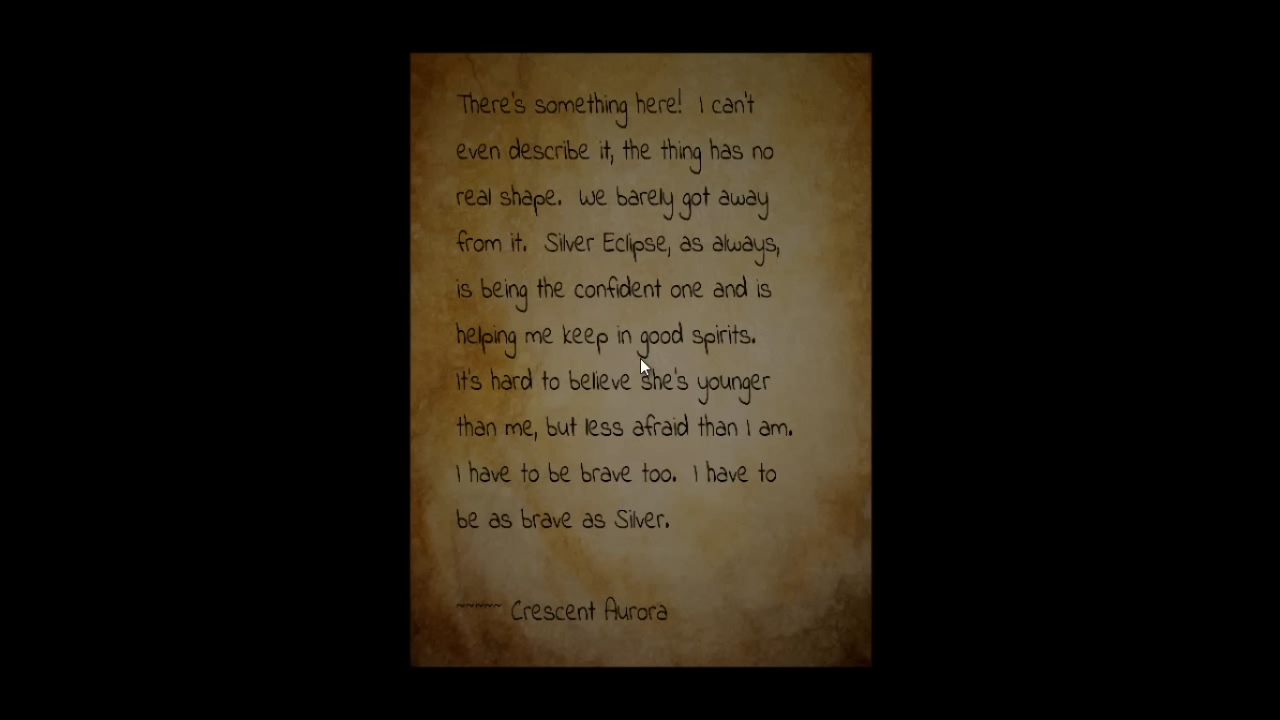 There's something here!  I can't
even describe it, the thing has no
real shape.  We barely got away
from it.  Silver Eclipse, as always,
is being the confident one and is
helping me keep in good spirits.
It's hard to believe she's younger
than me, but less afraid than I am.
I have to be brave too.  I have to
be as brave as Silver.
~~~~~ Crescent Aurora